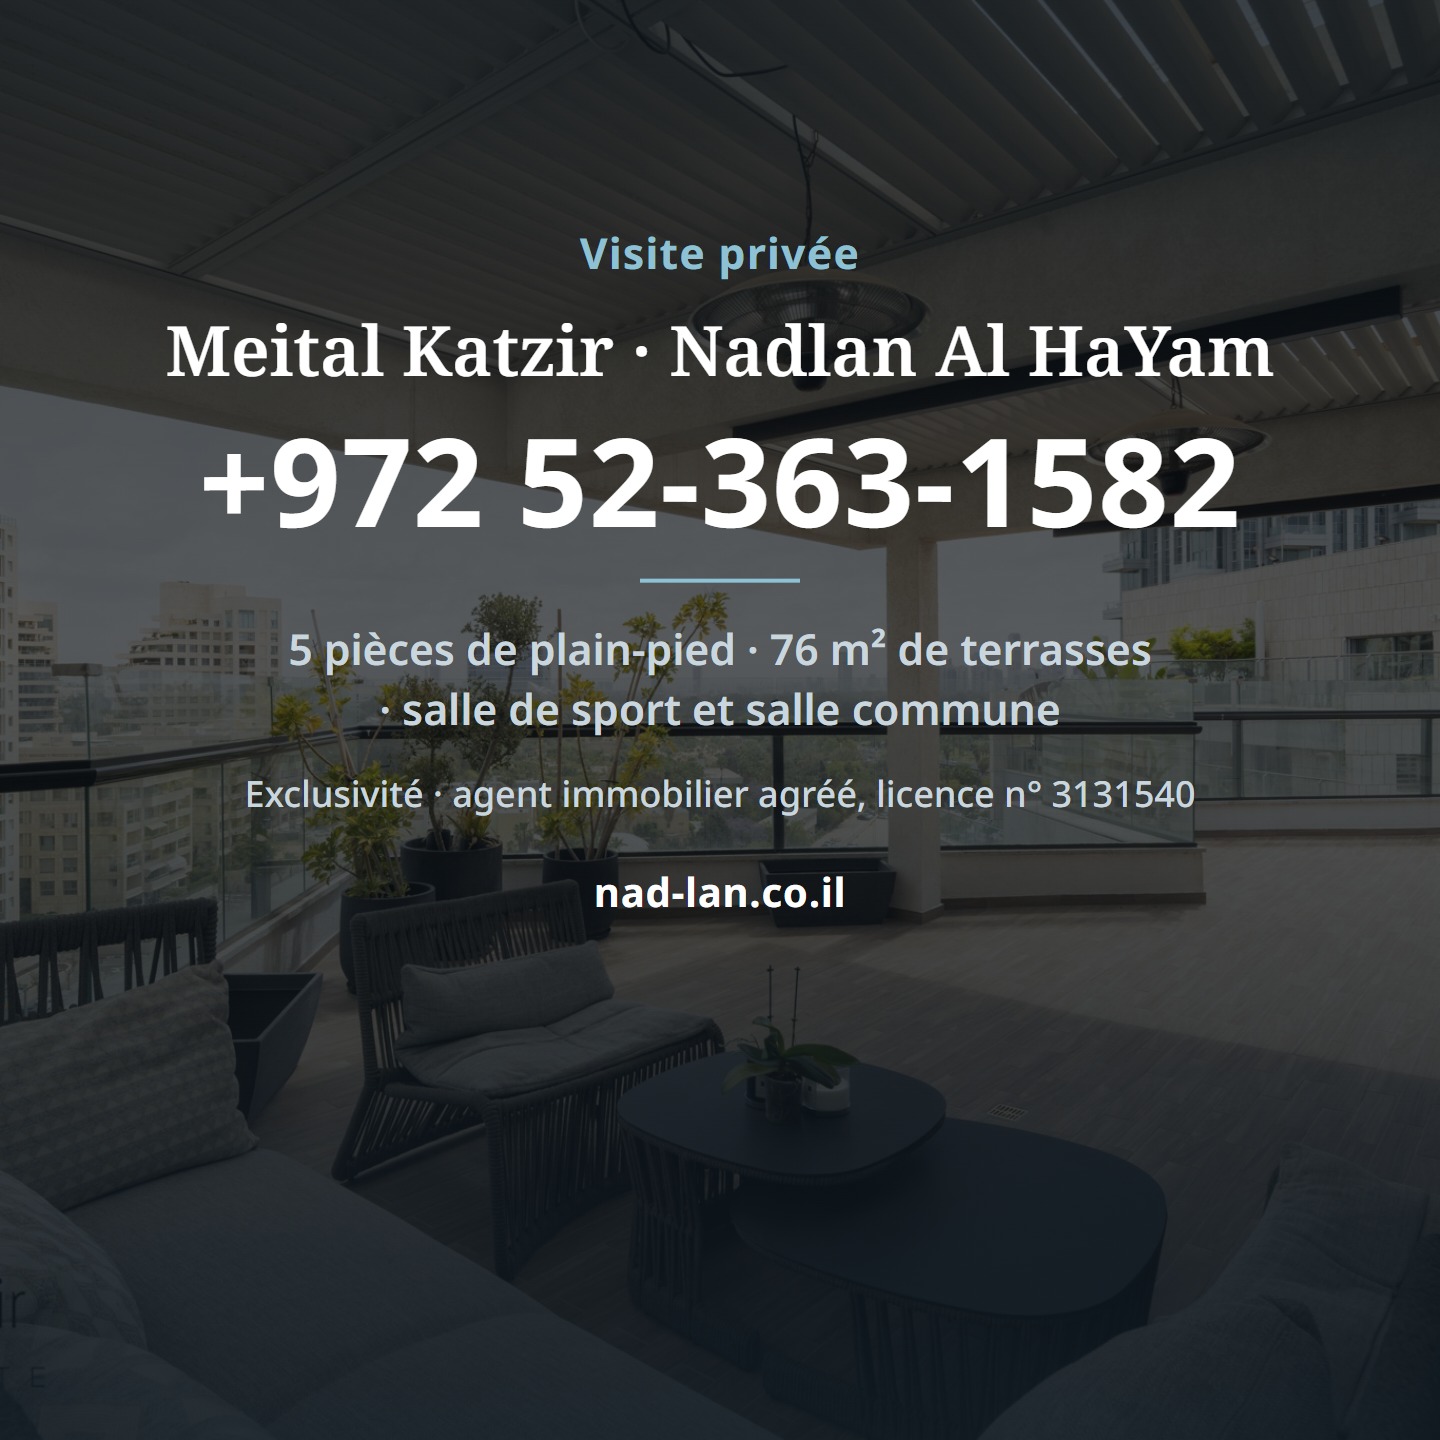 Visite privée
Meital Katzir · Nadlan Al HaYam
+972 52-363-1582
5 pièces de plain-pied · 76 m² de terrasses
· salle de sport et salle commune
Exclusivité · agent immobilier agréé, licence n° 3131540
nad-lan.co.il